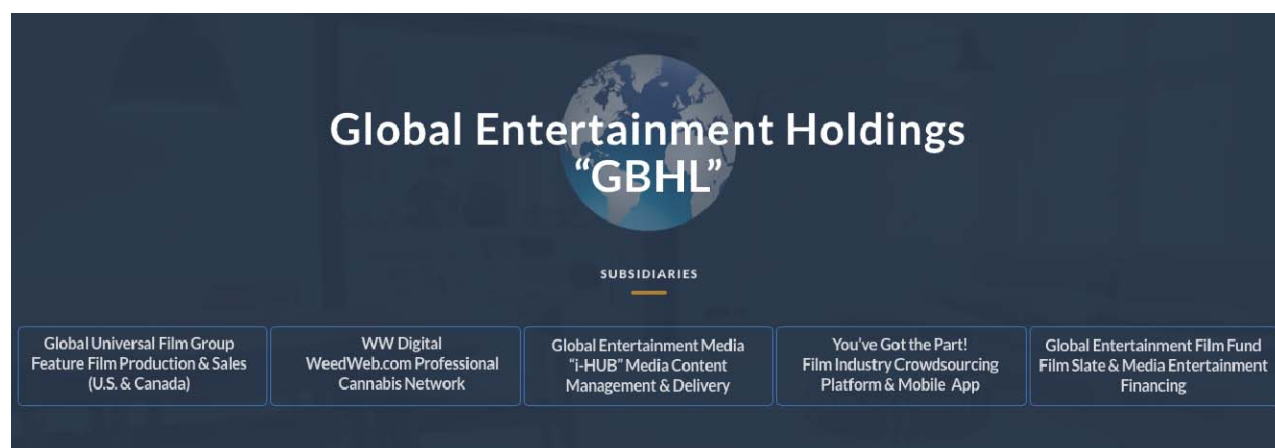 Global Entertainment Holdings
“GBHL”
SUBSIDIARIES
Global Universal Film Group
Feature Film Production & Sales
(U.S. & Canada)
WW Digital
WeedWeb.com Professional
Cannabis Network
Global Entertainment Media
“i-HUB” Media Content
Management & Delivery
You’ve Got the Part!
Film Industry Crowdsourcing
Platform & Mobile App
Global Entertainment Film Fund
Film Slate & Media Entertainment
Financing